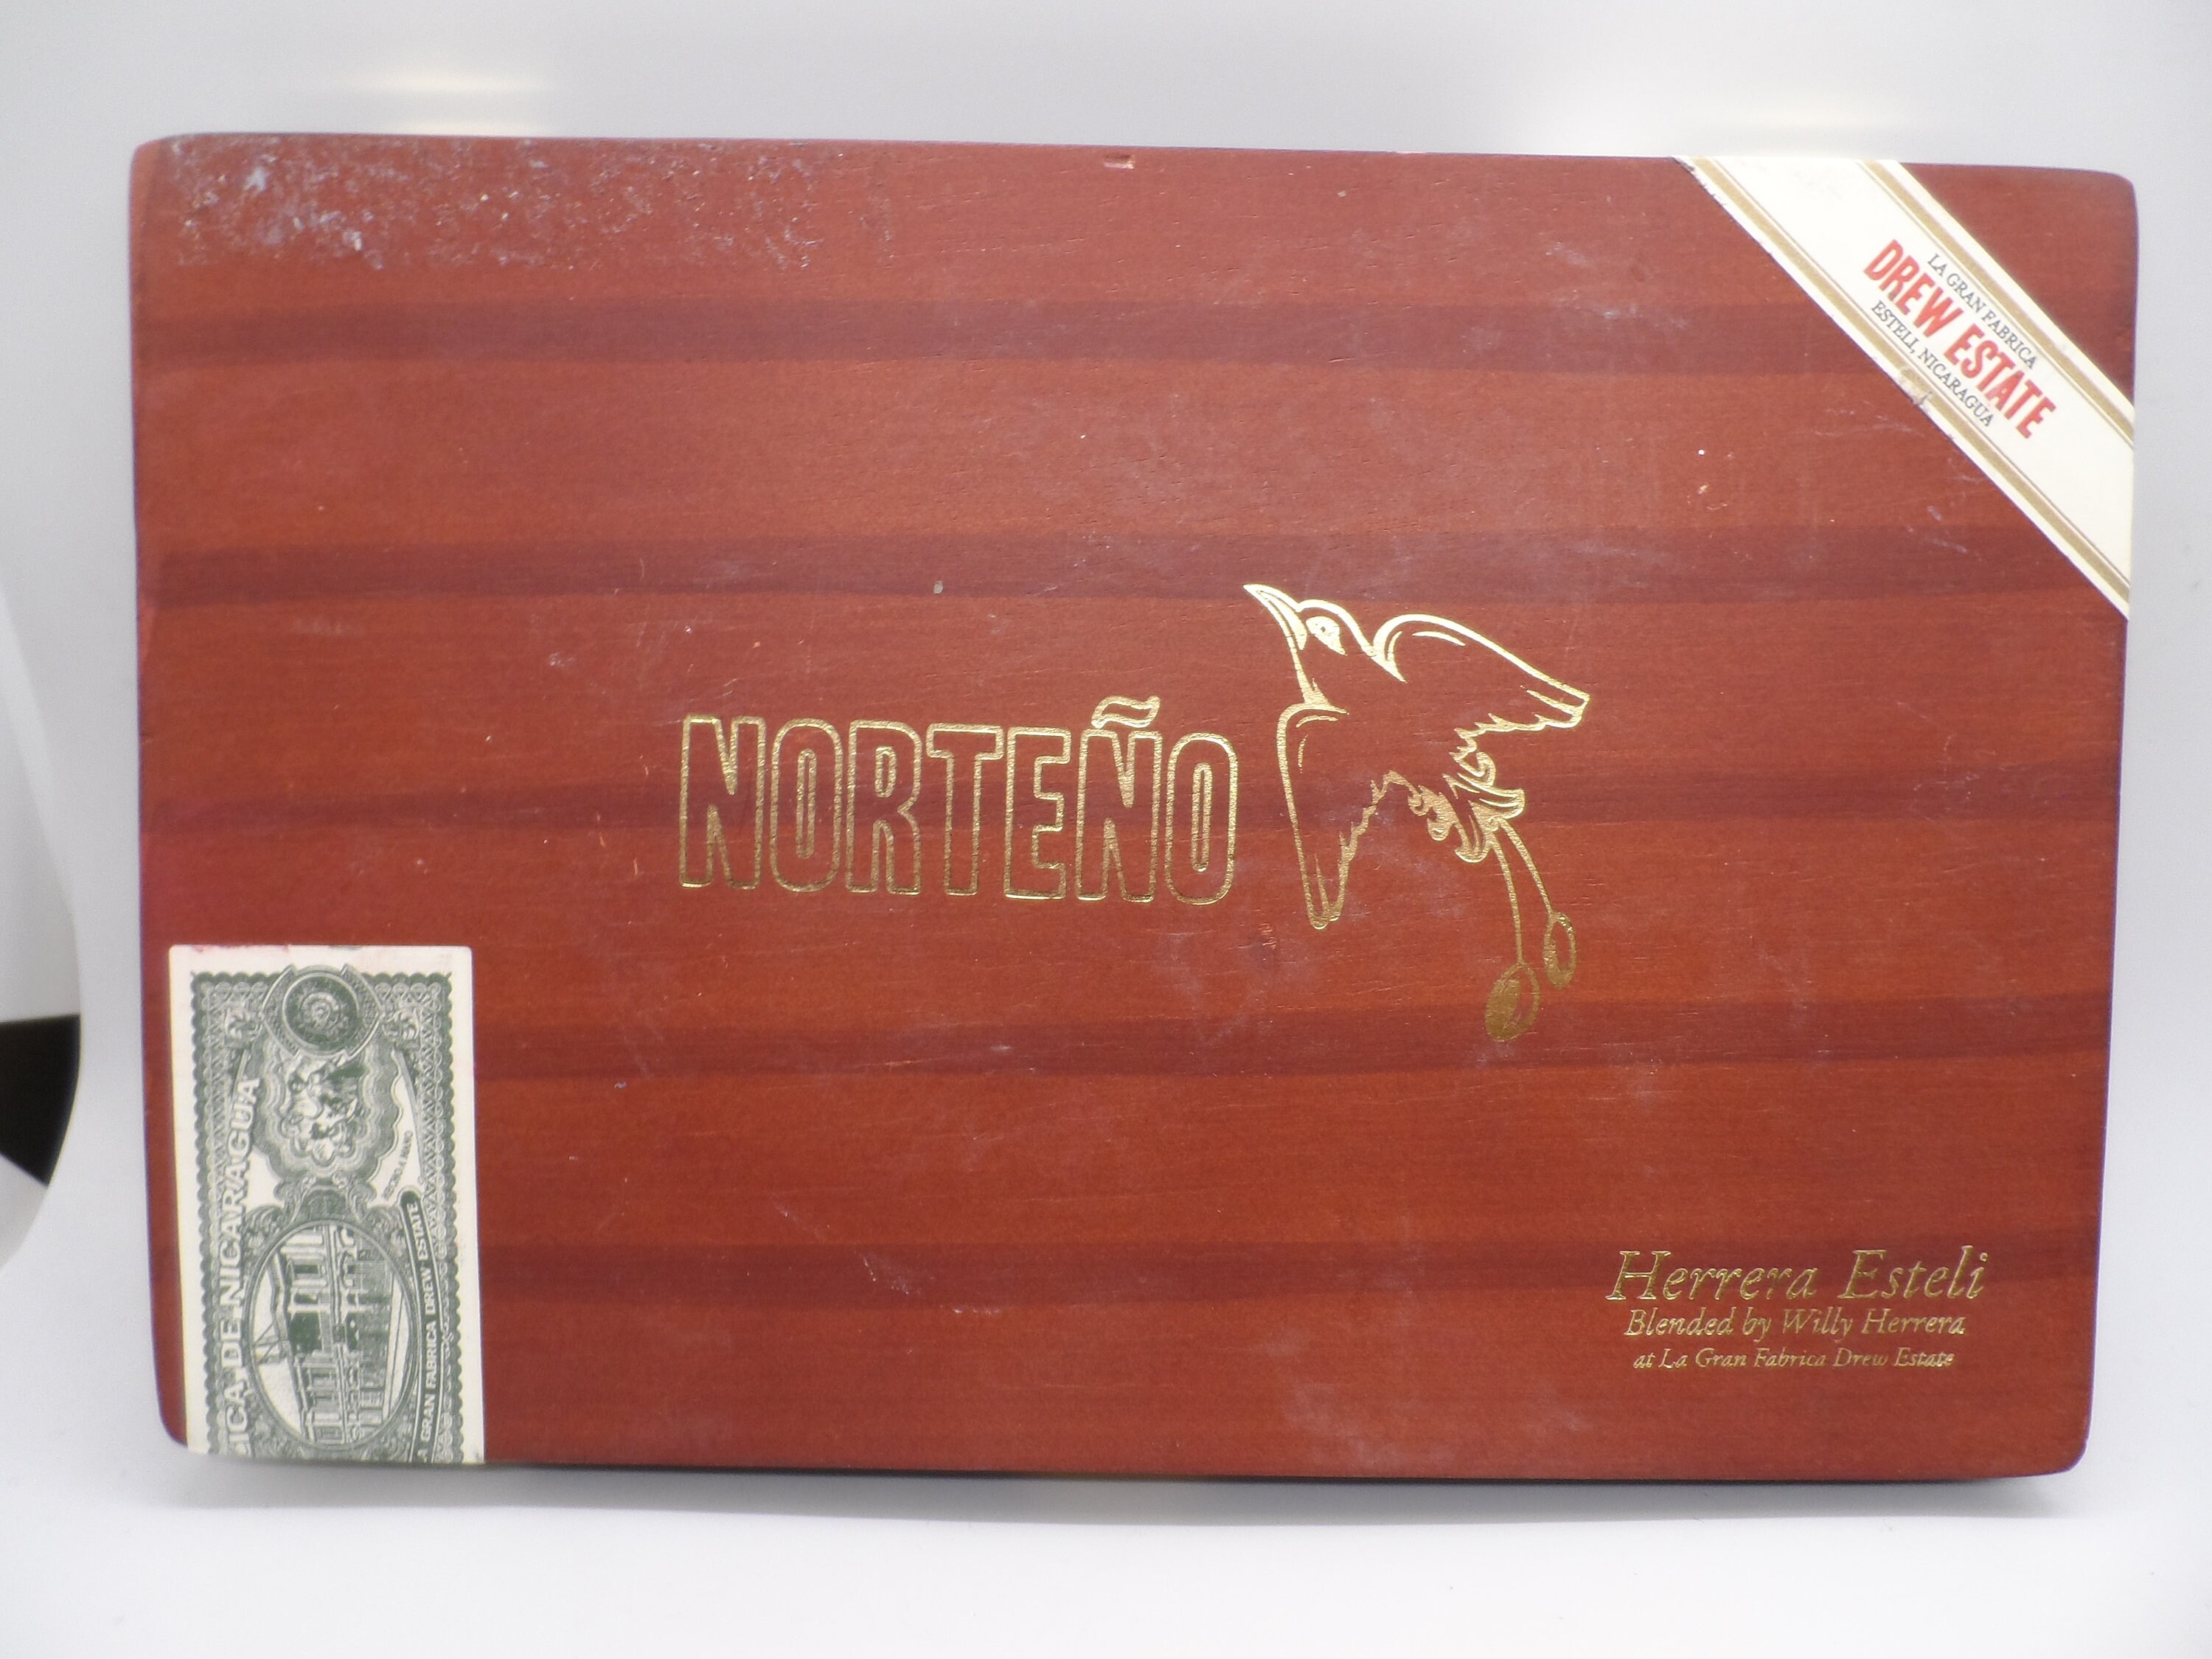 LA GRAN FABRICA
DREW ESTATE
ESTELI, NICARAGUA
NORTEÑO
DE NICARAGUA
GRAN FABRICA DREW ESTATE
Herrera Esteli
Blended by Willy Herrera
at La Gran Fabrica Drew Estate